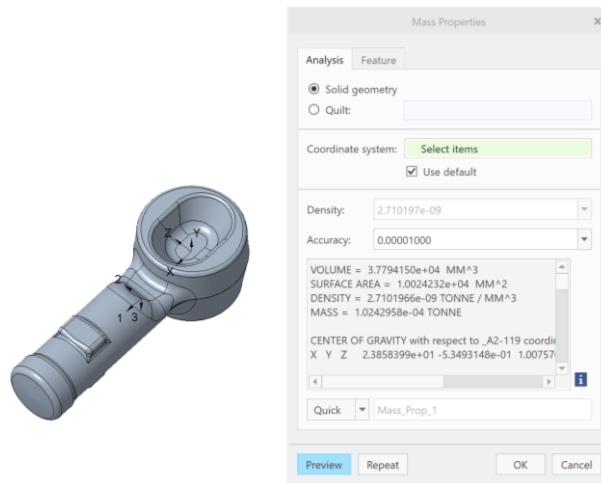 Mass Properties x
Analysis Feature
Solid geometry
Quilt:
Coordinate system: Select items
Use default
Density: 2.710197e-09
Accuracy: 0.00001000
VOLUME = 3.7794150e+04 MM^3
SURFACE AREA = 1.0024232e+04 MM^2
DENSITY = 2.7101966e-09 TONNE / MM^3
MASS = 1.0242958e-04 TONNE
CENTER OF GRAVITY with respect to _A2-119 coordin
X Y Z 2.3858399e+01 -5.3493148e-01 1.00757
Z Y
X
2
1 3
Quick Mass_Prop_1
Preview Repeat OK Cancel